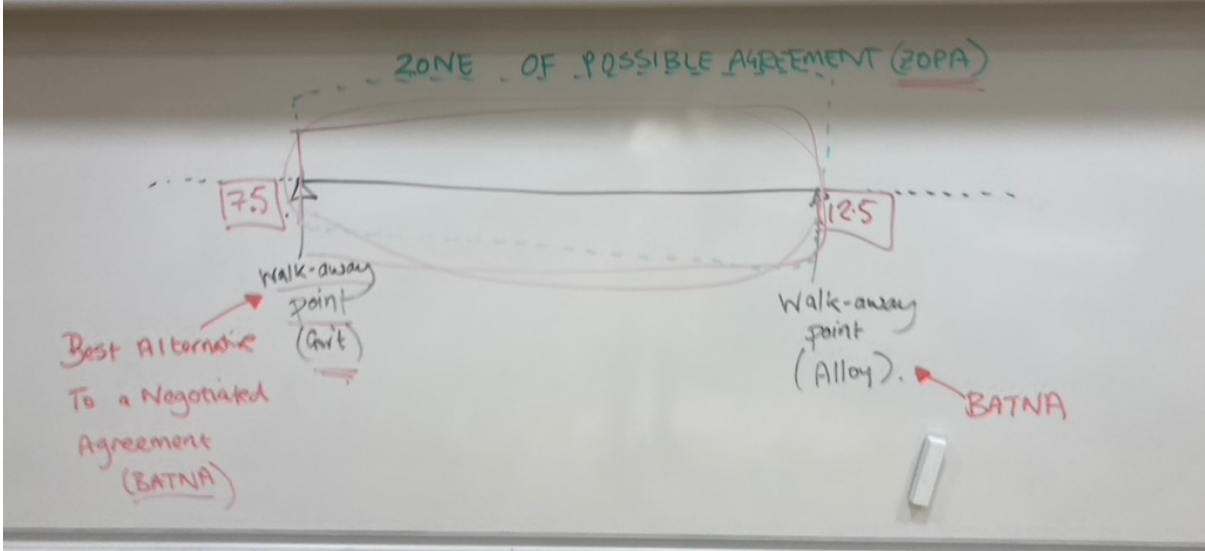 ZONE OF POSSIBLE AGREEMENT (ZOPA)
7.5
12.5
Walk-away
point
(Gov't)
Walk-away
point
(Alloy).
Best Alternative
To a Negotiated
Agreement
(BATNA)
BATNA